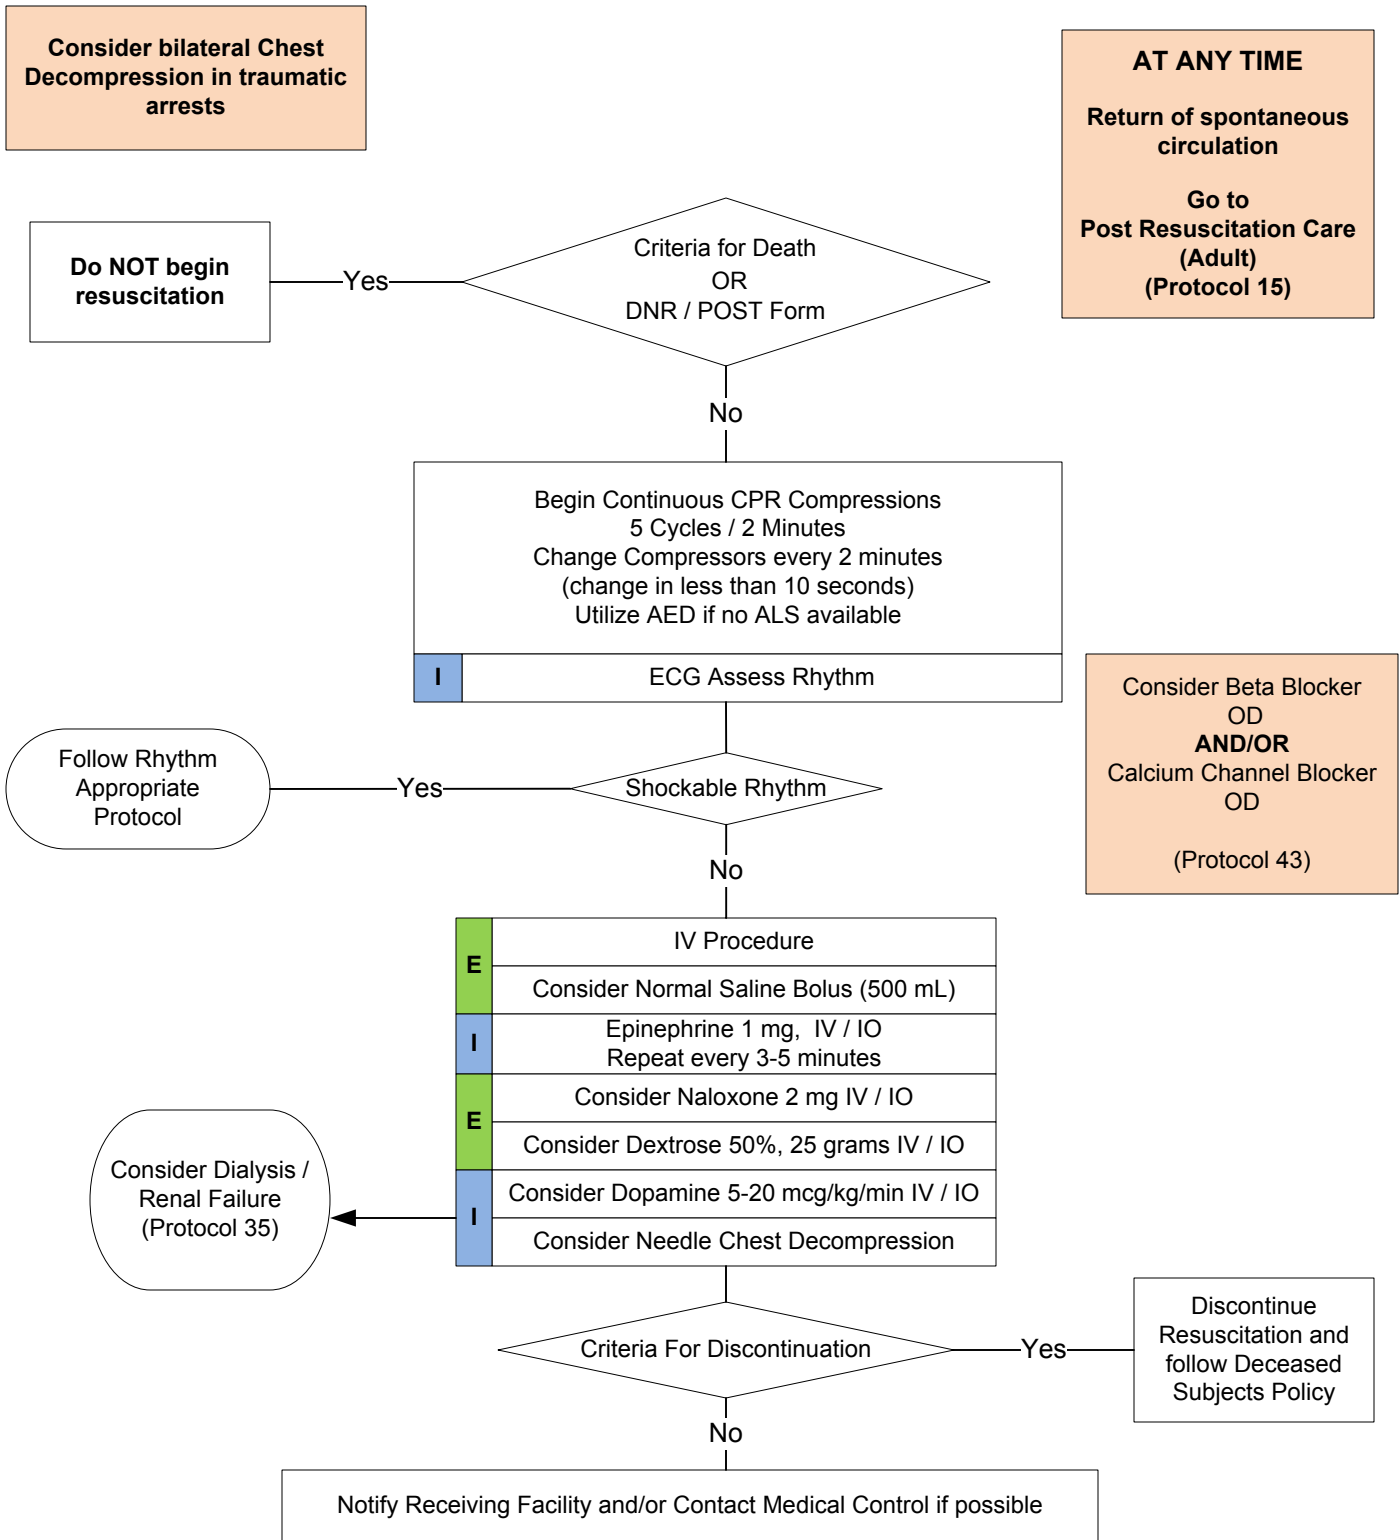 Consider bilateral Chest
Decompression in traumatic
arrests
AT ANY TIME
Return of spontaneous
circulation
Go to
Post Resuscitation Care
(Adult)
(Protocol 15)
Do NOT begin
resuscitation
Yes
Criteria for Death
OR
DNR / POST Form
No
Begin Continuous CPR Compressions
5 Cycles / 2 Minutes
Change Compressors every 2 minutes
(change in less than 10 seconds)
Utilize AED if no ALS available
I
ECG Assess Rhythm
Consider Beta Blocker
OD
AND/OR
Calcium Channel Blocker
OD
(Protocol 43)
Follow Rhythm
Appropriate
Protocol
Yes
Shockable Rhythm
No
E
IV Procedure
Consider Normal Saline Bolus (500 mL)
I
Epinephrine 1 mg,  IV / IO
Repeat every 3-5 minutes
E
Consider Naloxone 2 mg IV / IO
Consider Dextrose 50%, 25 grams IV / IO
I
Consider Dopamine 5-20 mcg/kg/min IV / IO
Consider Needle Chest Decompression
Consider Dialysis /
Renal Failure
(Protocol 35)
Criteria For Discontinuation
Yes
Discontinue
Resuscitation and
follow Deceased
Subjects Policy
No
Notify Receiving Facility and/or Contact Medical Control if possible